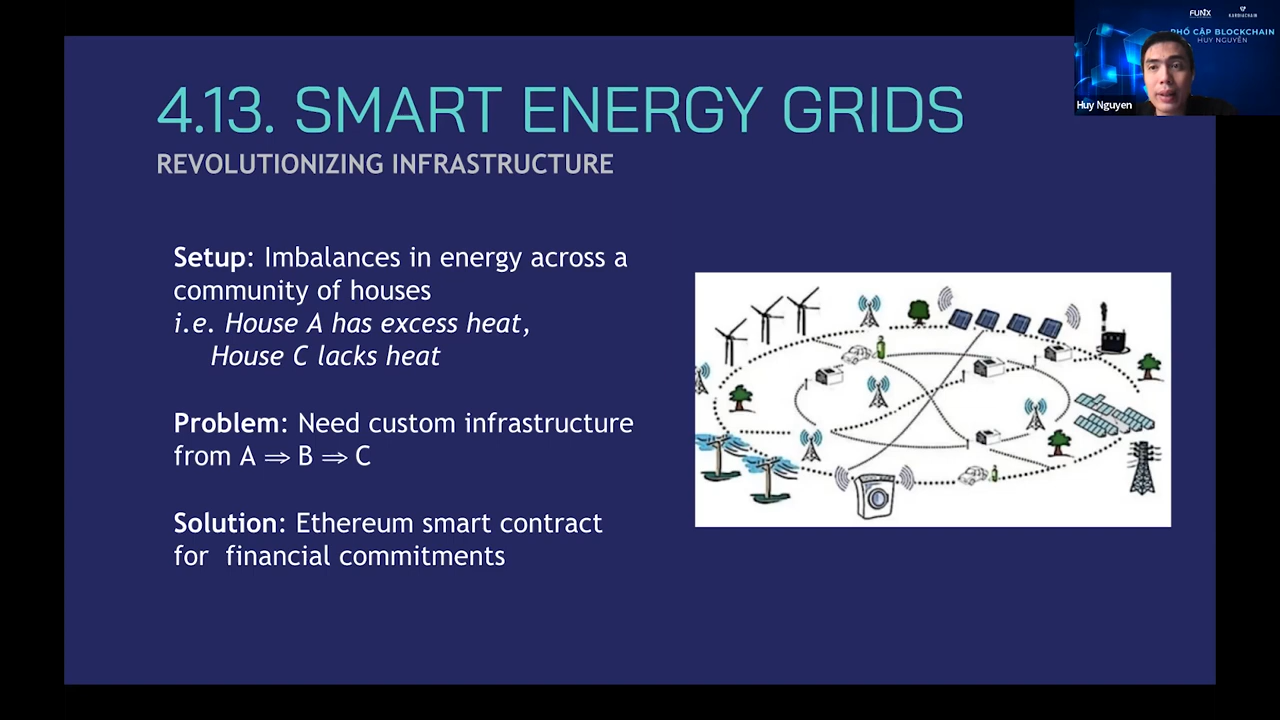 4.13. SMART ENERGY GRIDS
REVOLUTIONIZING INFRASTRUCTURE
Setup: Imbalances in energy across a
community of houses
i.e. House A has excess heat,
House C lacks heat
Problem: Need custom infrastructure
from A ⇒ B ⇒ C
Solution: Ethereum smart contract
for  financial commitments
FUNiX
KARDIACHAIN
PHỔ CẬP BLOCKCHAIN
HUY NGUYỄN
Huy Nguyen